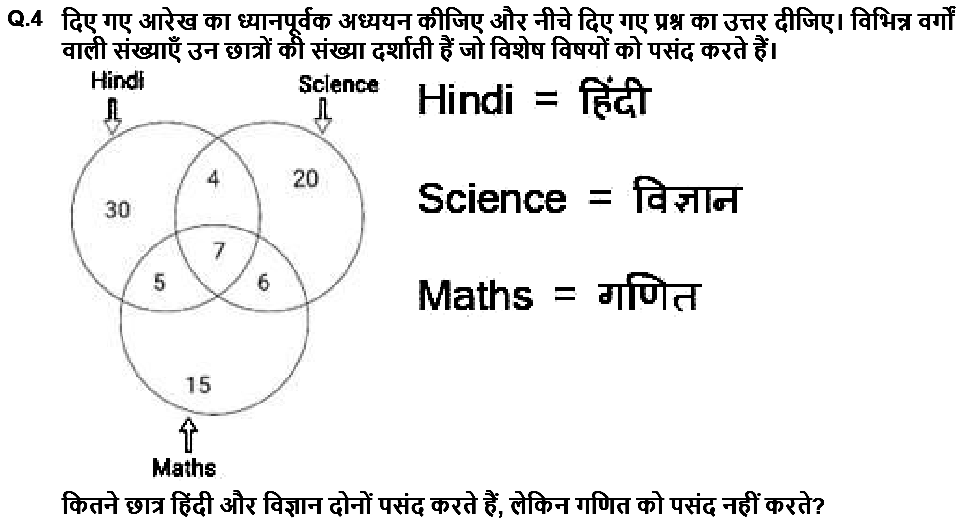 Q.4 दिए गए आरेख का ध्यानपूर्वक अध्ययन कीजिए और नीचे दिए गए प्रश्न का उत्तर दीजिए। विभिन्न वर्गों
वाली संख्याएँ उन छात्रों की संख्या दर्शाती हैं जो विशेष विषयों को पसंद करते हैं।
Hindi
Science
Hindi = हिंदी
4
20
30
Science = विज्ञान
7
5
6
Maths = गणित
15
Maths
कितने छात्र हिंदी और विज्ञान दोनों पसंद करते हैं, लेकिन गणित को पसंद नहीं करते?